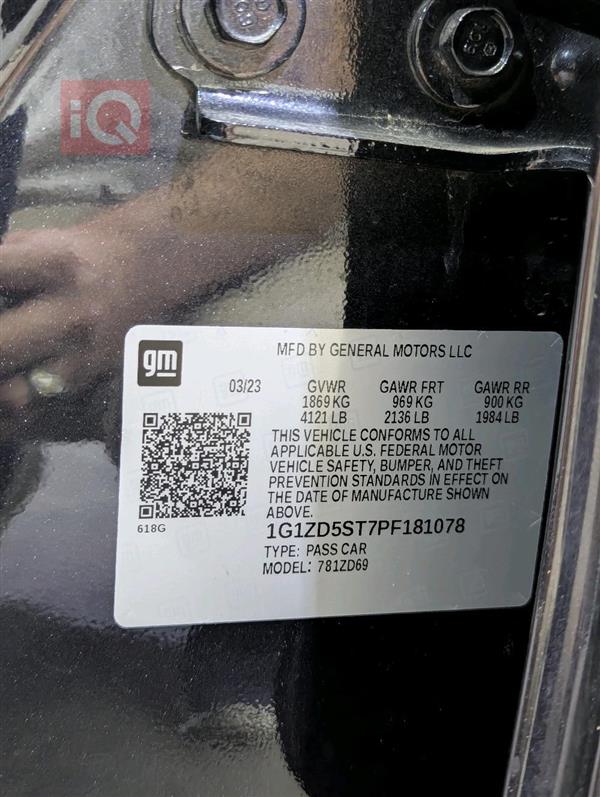 iQ
gm
MFD BY GENERAL MOTORS LLC
03/23 GVWR GAWR FRT GAWR RR
1869 KG 969 KG 900 KG
4121 LB 2136 LB 1984 LB
THIS VEHICLE CONFORMS TO ALL
APPLICABLE U.S. FEDERAL MOTOR
VEHICLE SAFETY, BUMPER, AND THEFT
PREVENTION STANDARDS IN EFFECT ON
THE DATE OF MANUFACTURE SHOWN
ABOVE.
618G
1G1ZD5ST7PF181078
TYPE: PASS CAR
MODEL: 781ZD69